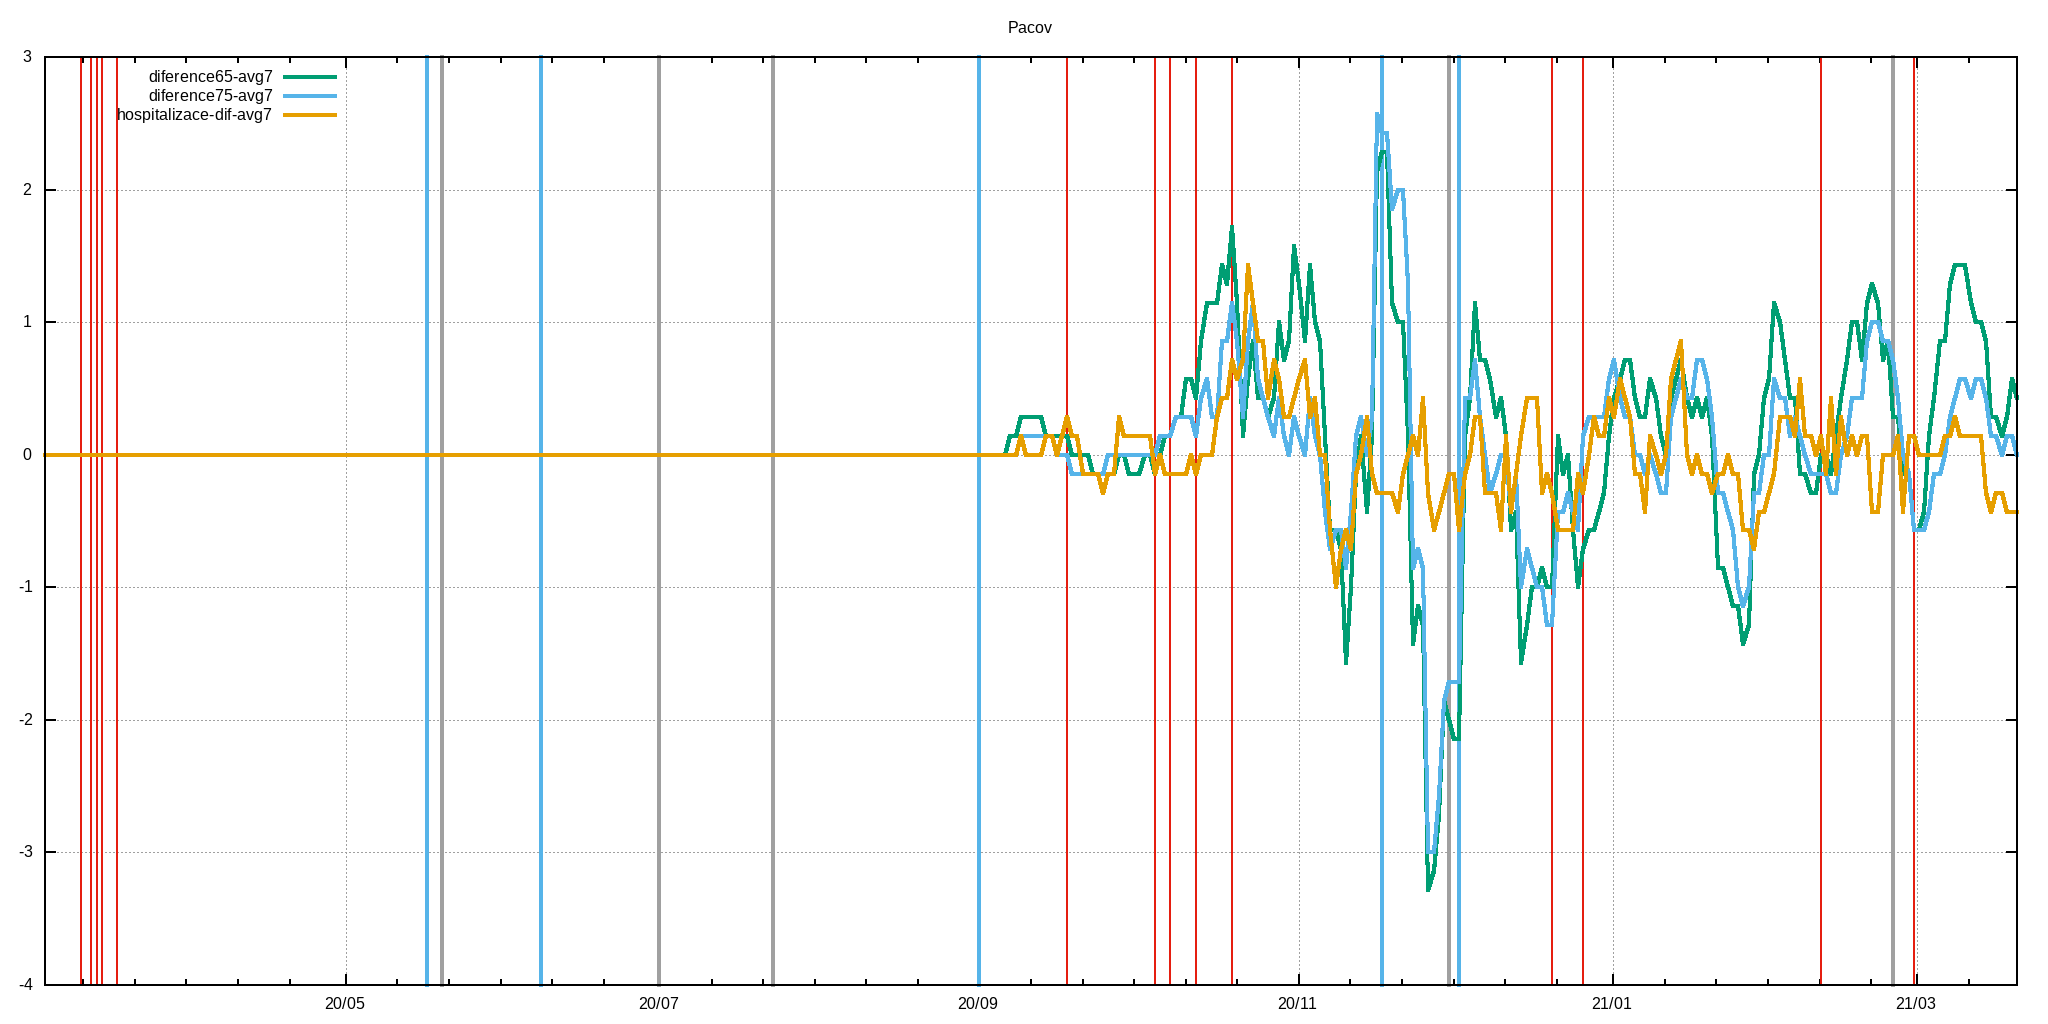 Pacov
diference65-avg7
diference75-avg7
hospitalizace-dif-avg7
3
2
1
0
-1
-2
-3
-4
20/05 20/07 20/09 20/11 21/01 21/03